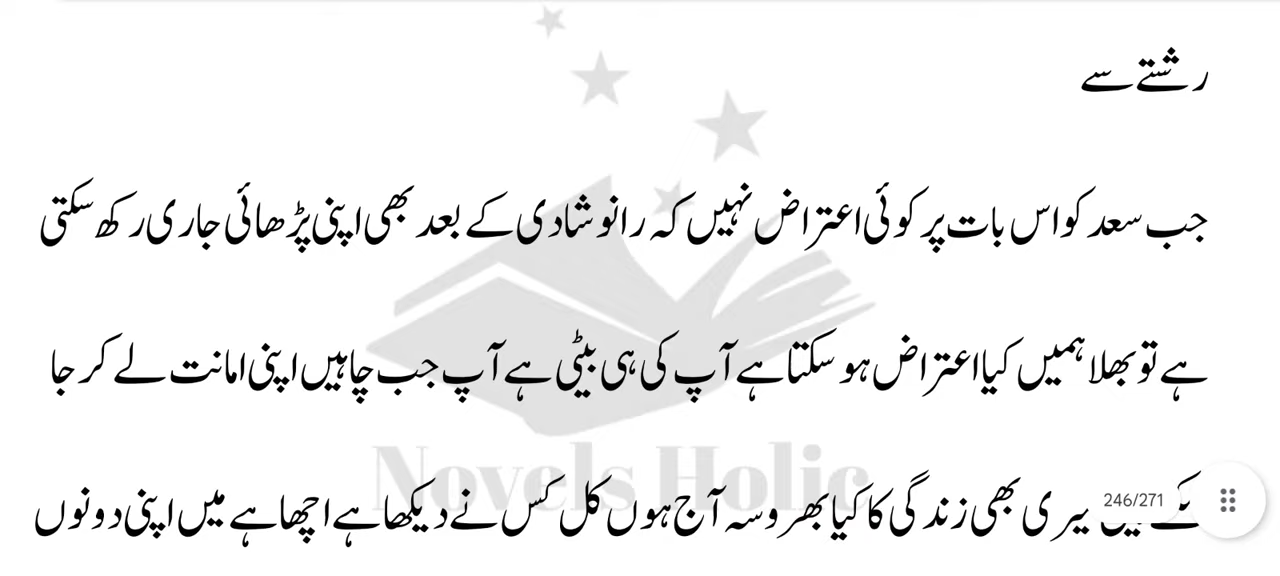 رشتے سے
جب سعد کو اس بات پر کوئی اعتراض نہیں کہ رانو شادی کے بعد بھی اپنی پڑھائی جاری رکھ سکتی
ہے تو بھلا ہمیں کیا اعتراض ہو سکتا ہے آپ کی ہی بیٹی ہے آپ جب چاہیں اپنی امانت لے کر جا
بھی زندگی کا کیا بھروسہ آج ہوں کل کس نے دیکھا ہے اچھا ہے میں اپنی دونوں
246/271
Novels Holic